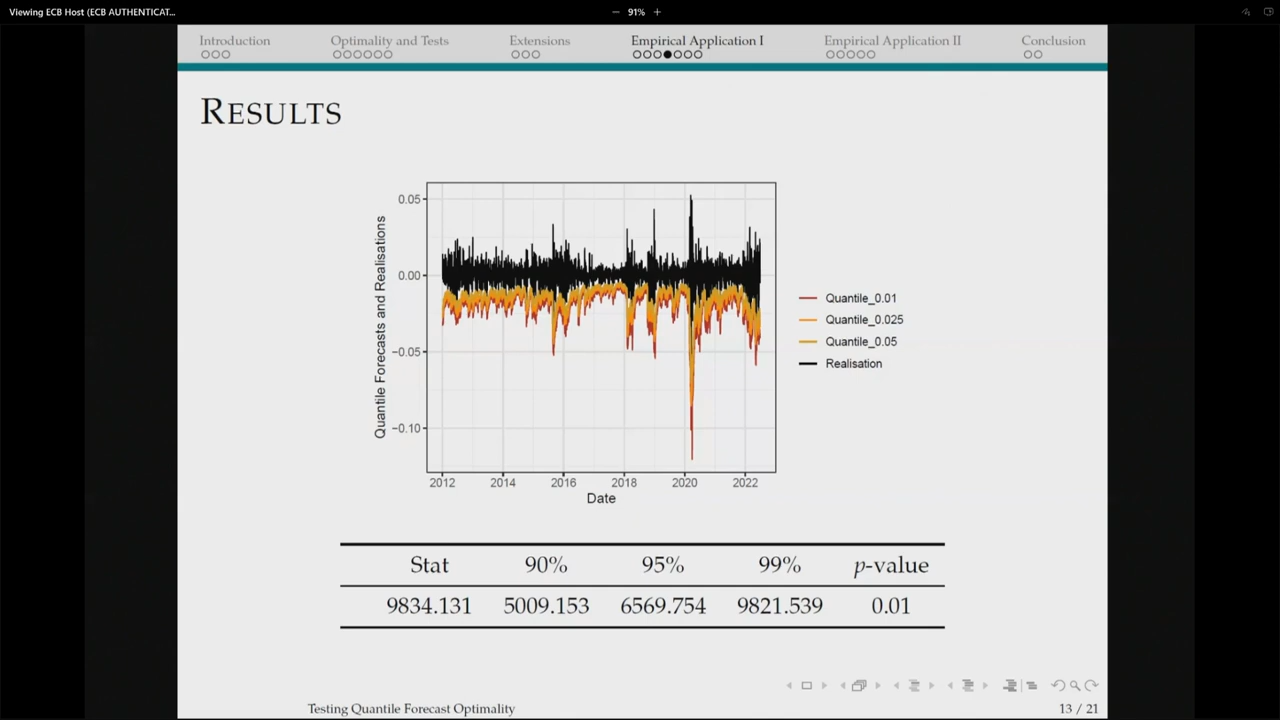 Viewing ECB Host (ECB AUTHENTICAT...
91%
Introduction Optimality and Tests Extensions Empirical Application I Empirical Application II Conclusion
RESULTS
Quantile Forecasts and Realisations
0.05
0.00
−0.05
−0.10
2012 2014 2016 2018 2020 2022
Date
Quantile_0.01
Quantile_0.025
Quantile_0.05
Realisation
Stat 90% 95% 99% p-value
9834.131 5009.153 6569.754 9821.539 0.01
Testing Quantile Forecast Optimality 13 / 21